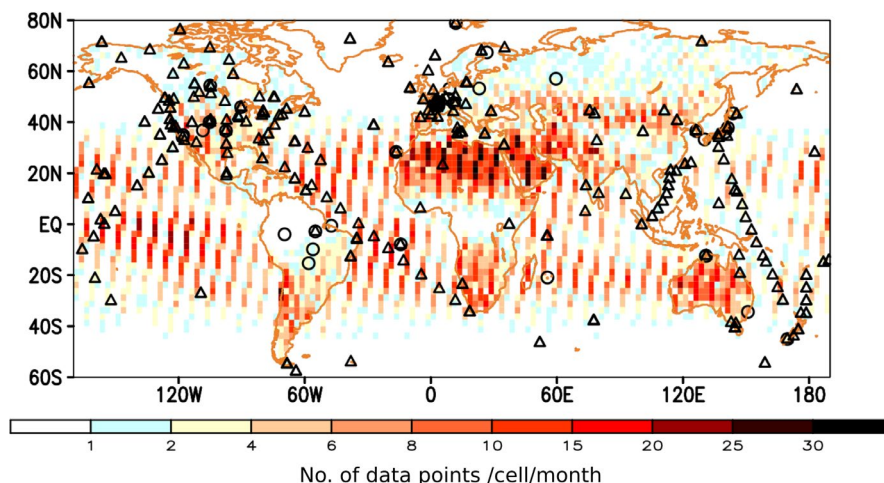 80N
60N
40N
20N
EQ
20S
40S
60S
120W 60W 0 60E 120E 180
1 2 4 6 8 10 15 20 25 30
No. of data points /cell/month